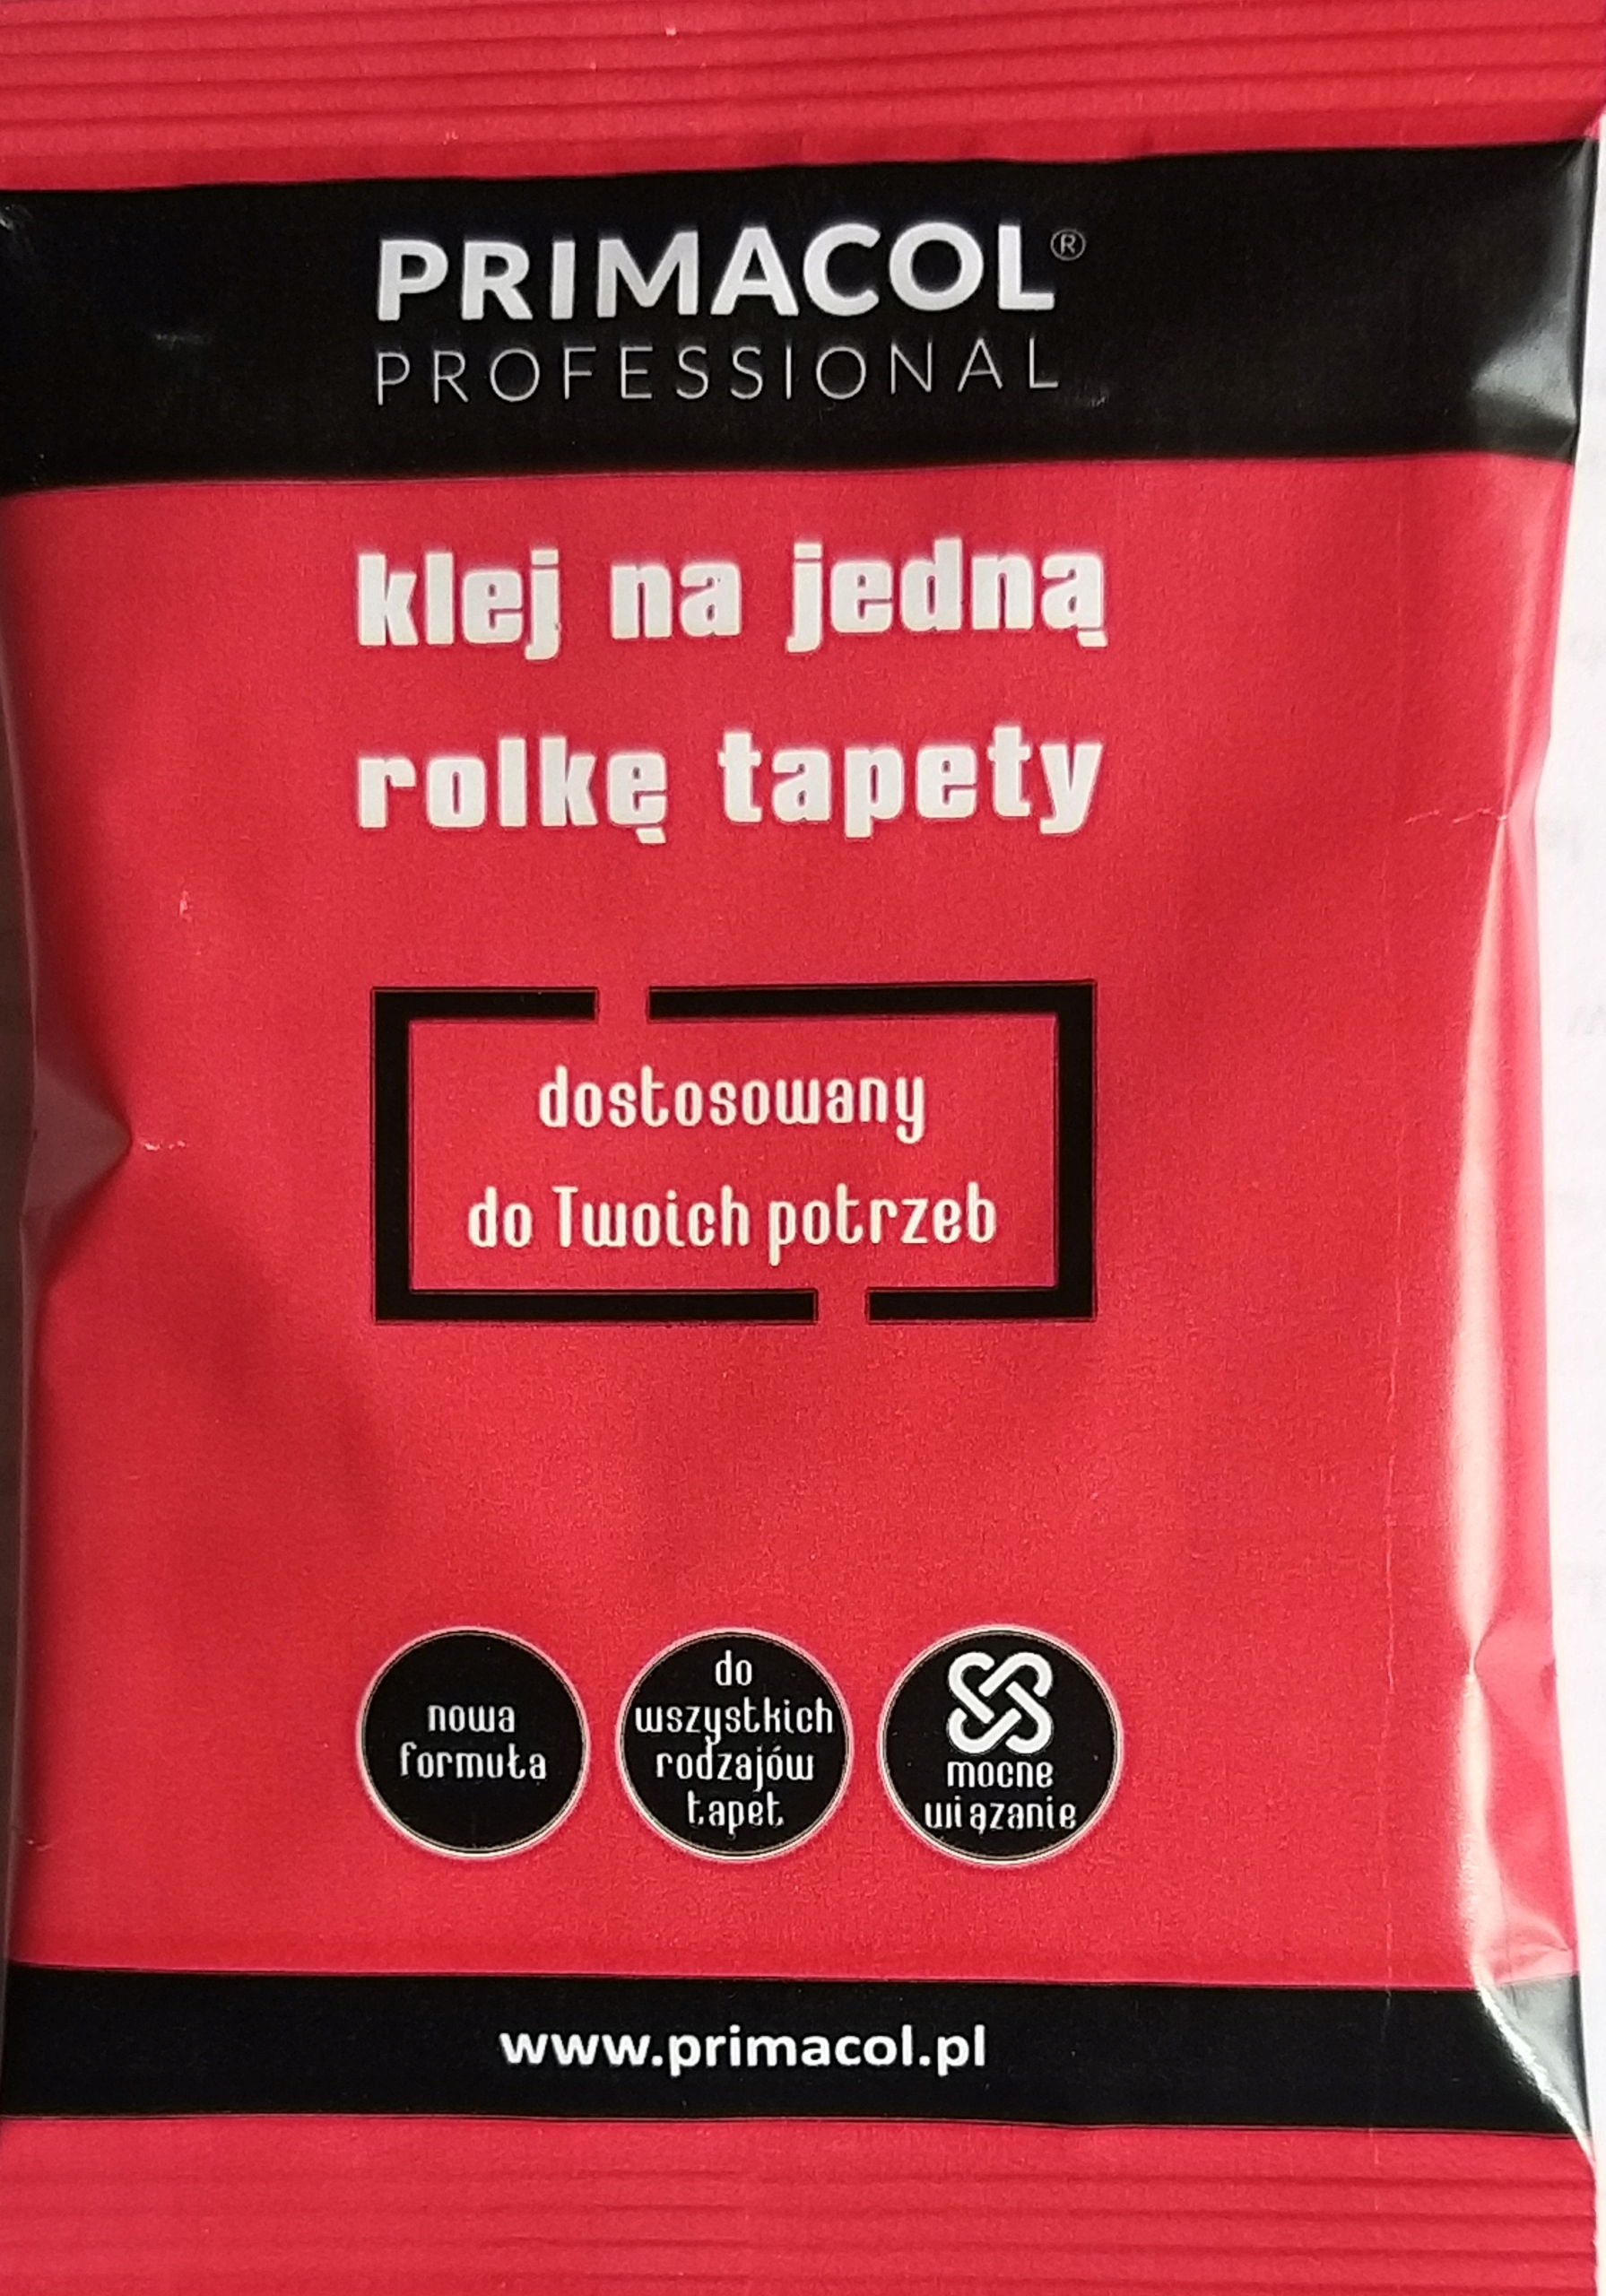 PRIMACOL®
PROFESSIONAL
klej na jedną
rolkę tapety
dostosowany
do Twoich potrzeb
nowa
formuła
do
wszystkich
rodzajów
tapet
mocne
wiązanie
www.primacol.pl